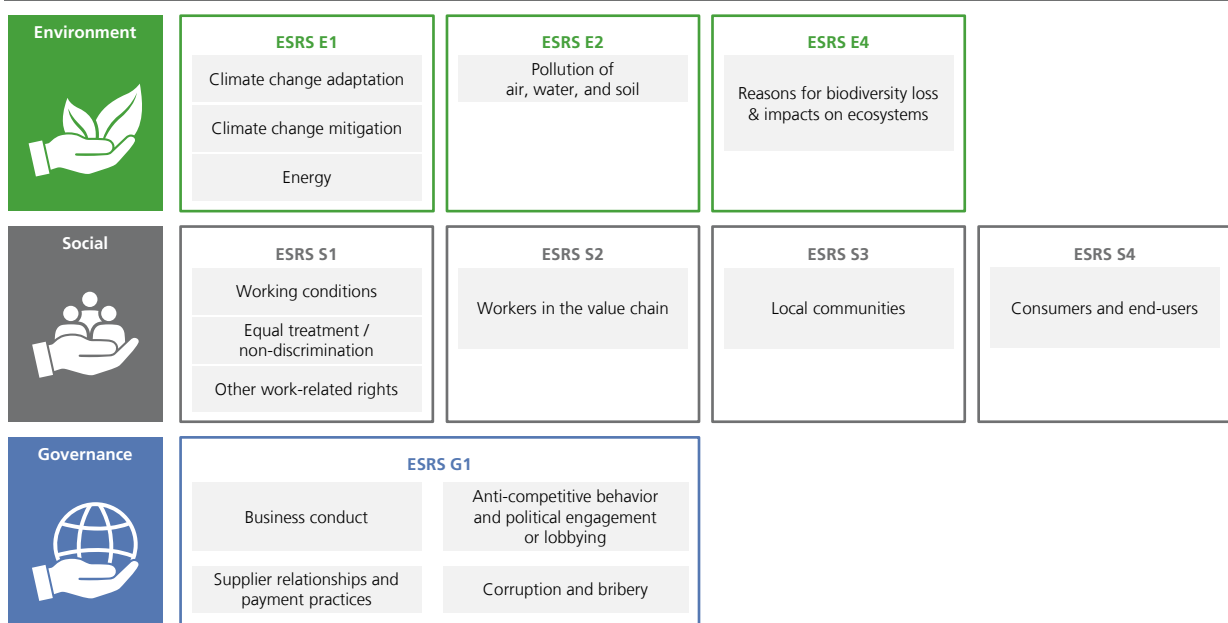 Environment
ESRS E1
Climate change adaptation
Climate change mitigation
Energy
ESRS E2
Pollution of
air, water, and soil
ESRS E4
Reasons for biodiversity loss
& impacts on ecosystems
Social
ESRS S1
Working conditions
Equal treatment /
non-discrimination
Other work-related rights
ESRS S2
Workers in the value chain
ESRS S3
Local communities
ESRS S4
Consumers and end-users
Governance
ESRS G1
Business conduct
Anti-competitive behavior
and political engagement
or lobbying
Supplier relationships and
payment practices
Corruption and bribery